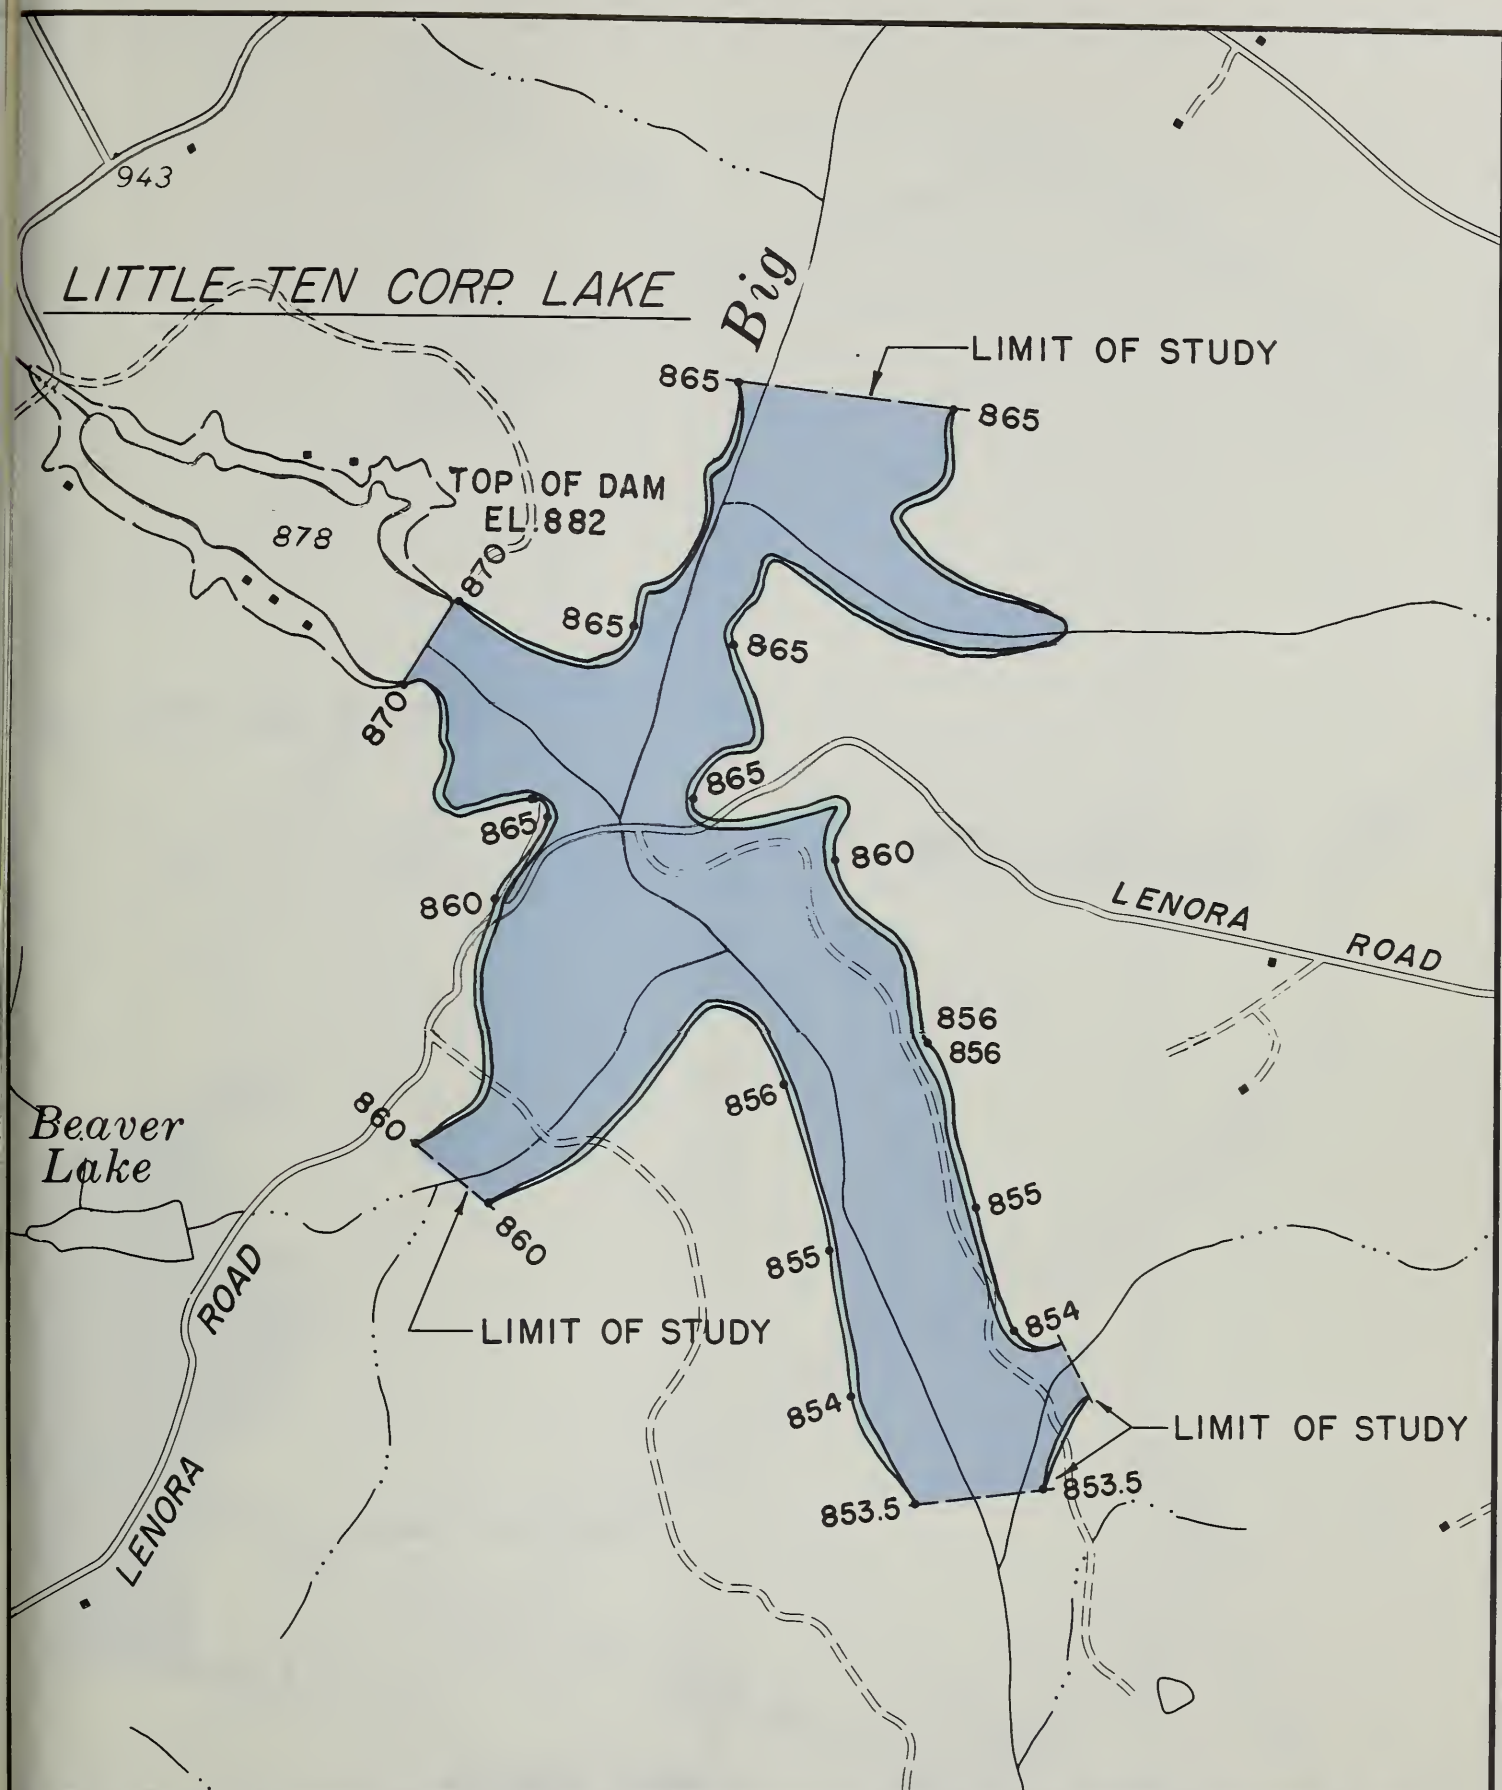 943
LITTLE TEN CORP. LAKE
Big
LIMIT OF STUDY
865
865
TOP OF DAM
EL. 882
878
870
865
865
870
865
865
860
860
LENORA ROAD
856
856
860
856
Beaver
Lake
855
860
855
ROAD
LIMIT OF STUDY
854
854
LIMIT OF STUDY
LENORA
853.5
853.5